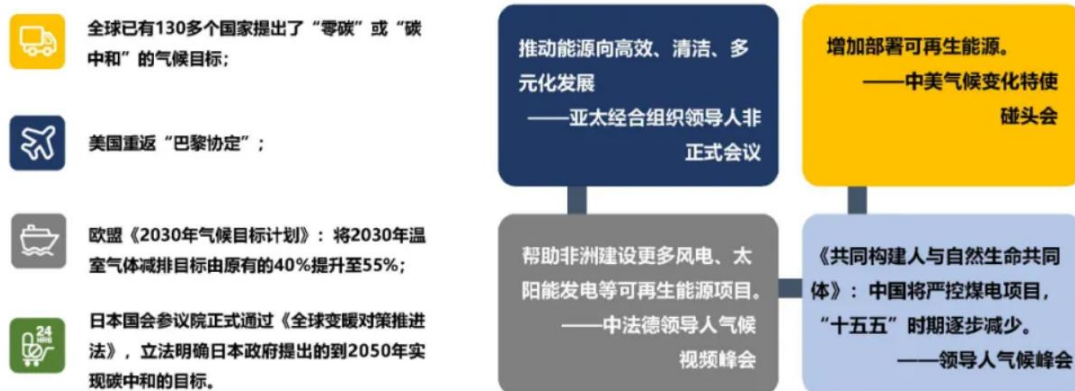 全球已有130多个国家提出了“零碳”或“碳
中和”的气候目标；
美国重返“巴黎协定”；
欧盟《2030年气候目标计划》：将2030年温
室气体减排目标由原有的40%提升至55%；
24
HRS
日本国会参议院正式通过《全球变暖对策推进
法》，立法明确日本政府提出的到2050年实
现碳中和的目标。
推动能源向高效、清洁、多
元化发展
——亚太经合组织领导人非
正式会议
增加部署可再生能源。
——中美气候变化特使
碰头会
帮助非洲建设更多风电、太
阳能发电等可再生能源项目。
——中法德领导人气候
视频峰会
《共同构建人与自然生命共同
体》：中国将严控煤电项目，
“十五五”时期逐步减少。
——领导人气候峰会